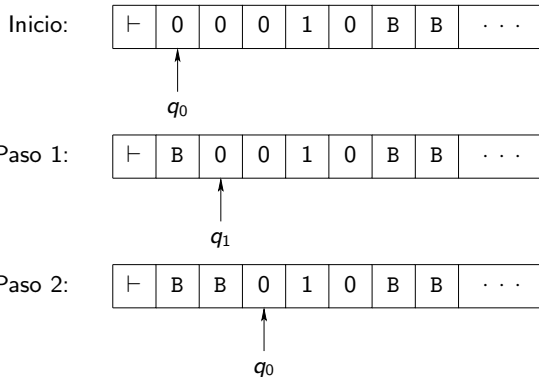 Inicio: ⊢ 0 0 0 1 0 B B · · ·
q₀
Paso 1: ⊢ B 0 0 1 0 B B · · ·
q₁
Paso 2: ⊢ B B 0 1 0 B B · · ·
q₀